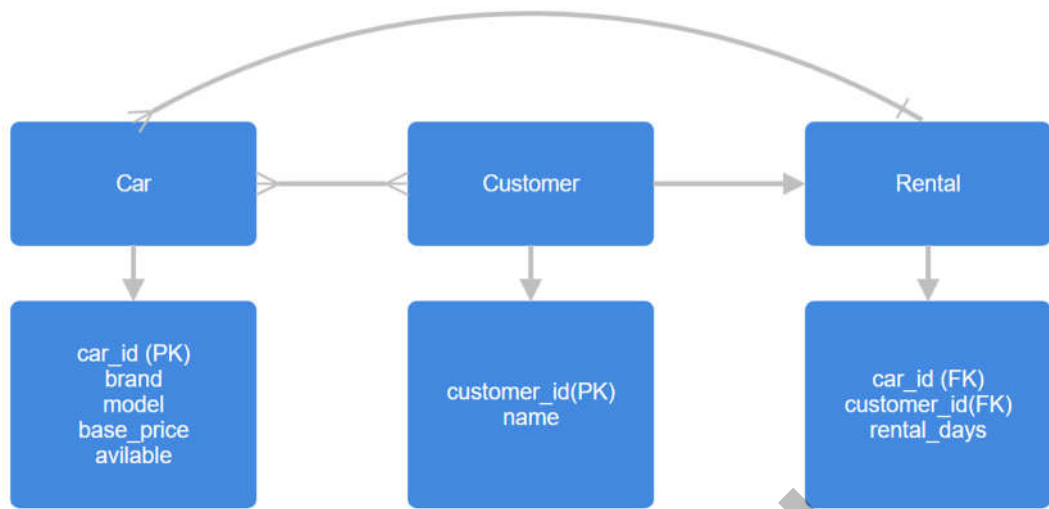 Car
Customer
Rental
car_id (PK)
brand
model
base_price
avilable
customer_id(PK)
name
car_id (FK)
customer_id(FK)
rental_days